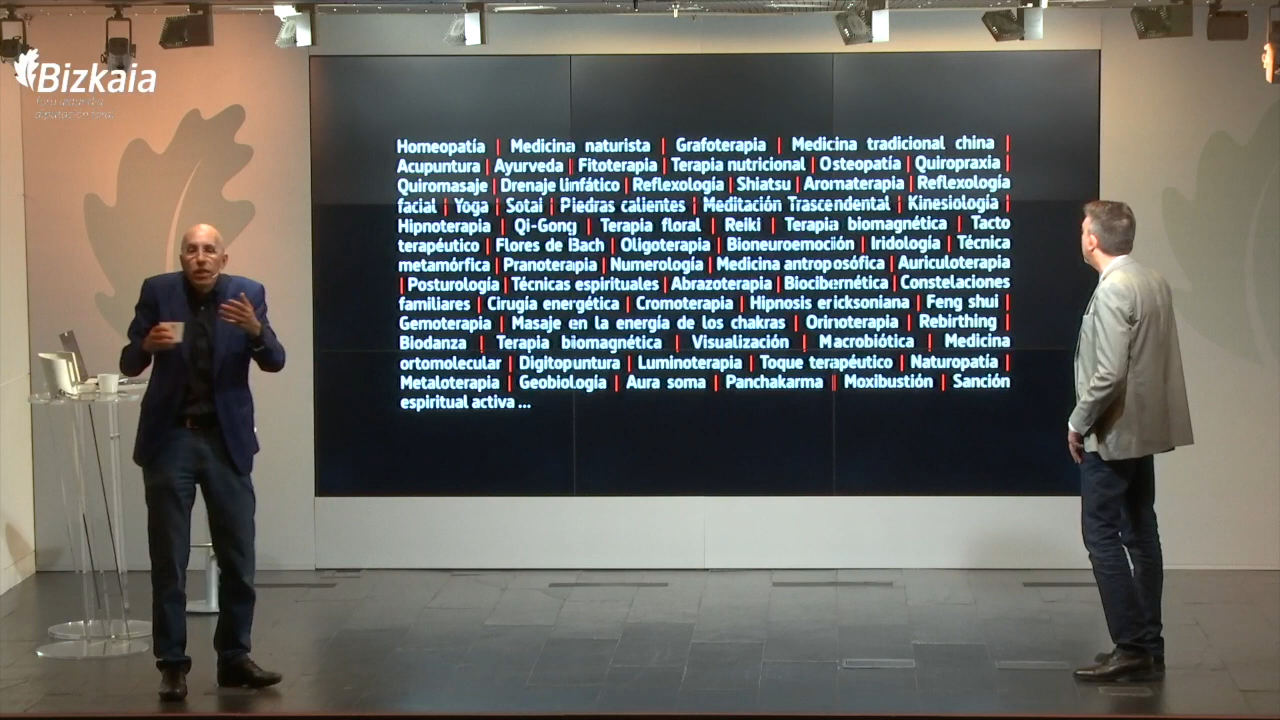 Bizkaia
Homeopatía | Medicina naturista | Grafoterapia | Medicina tradicional china |
Acupuntura | Ayurveda | Fitoterapia | Terapia nutricional | Osteopatía | Quiropraxia |
Quiromasaje | Drenaje linfático | Reflexología | Shiatsu | Aromaterapia | Reflexología
facial | Yoga | Sotai | Piedras calientes | Meditación Trascendental | Kinesiología |
Hipnoterapia | Qi-Gong | Terapia floral | Reiki | Terapia biomagnética | Tacto
terapéutico | Flores de Bach | Oligoterapia | Bioneuroemoción | Iridología | Técnica
metamórfica | Pranoterapia | Numerología | Medicina antroposófica | Auriculoterapia
| Posturología | Técnicas espirituales | Abrazoterapia | Biocibernética | Constelaciones
familiares | Cirugía energética | Cromoterapia | Hipnosis ericksoniana | Feng shui |
Gemoterapia | Masaje en la energía de los chakras | Orinoterapia | Rebirthing |
Biodanza | Terapia biomagnética | Visualización | Macrobiótica | Medicina
ortomolecular | Digitopuntura | Luminoterapia | Toque terapéutico | Naturopatía |
Metaloterapia | Geobiología | Aura soma | Panchakarma | Moxibustión | Sanción
espiritual activa ...